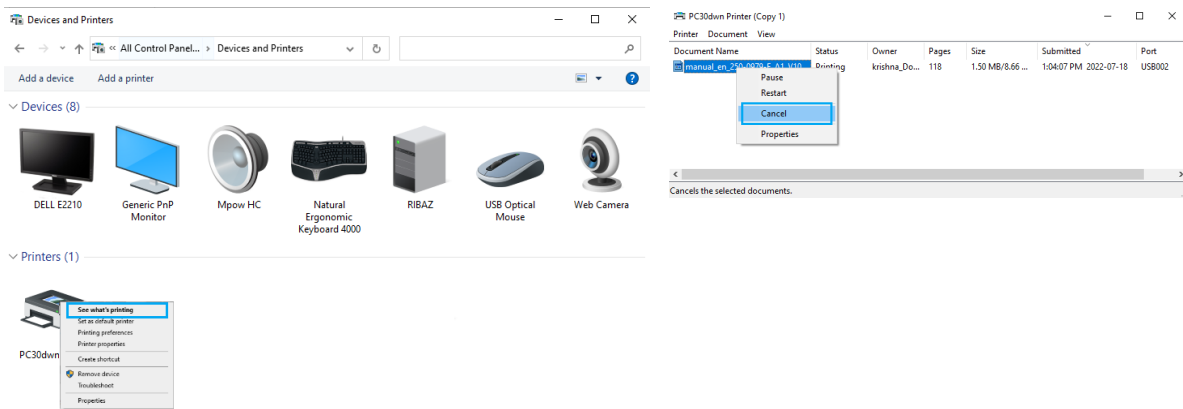 Devices and Printers
« All Control Panel... › Devices and Printers
Add a device Add a printer
Devices (8)
DELL E2210
Generic PnP
Monitor
Mpow HC
Natural
Ergonomic
Keyboard 4000
RIBAZ
USB Optical
Mouse
Web Camera
Printers (1)
PC30dwn
See what's printing
Set as default printer
Printing preferences
Printer properties
Create shortcut
Remove device
Troubleshoot
Properties
PC30dwn Printer (Copy 1)
Printer Document View
Document Name Status Owner Pages Size Submitted Port
manual_en_250-0979-E_A1_V10 Printing krishna_Do... 118 1.50 MB/8.66 ... 1:04:07 PM 2022-07-18 USB002
Pause
Restart
Cancel
Properties
Cancels the selected documents.